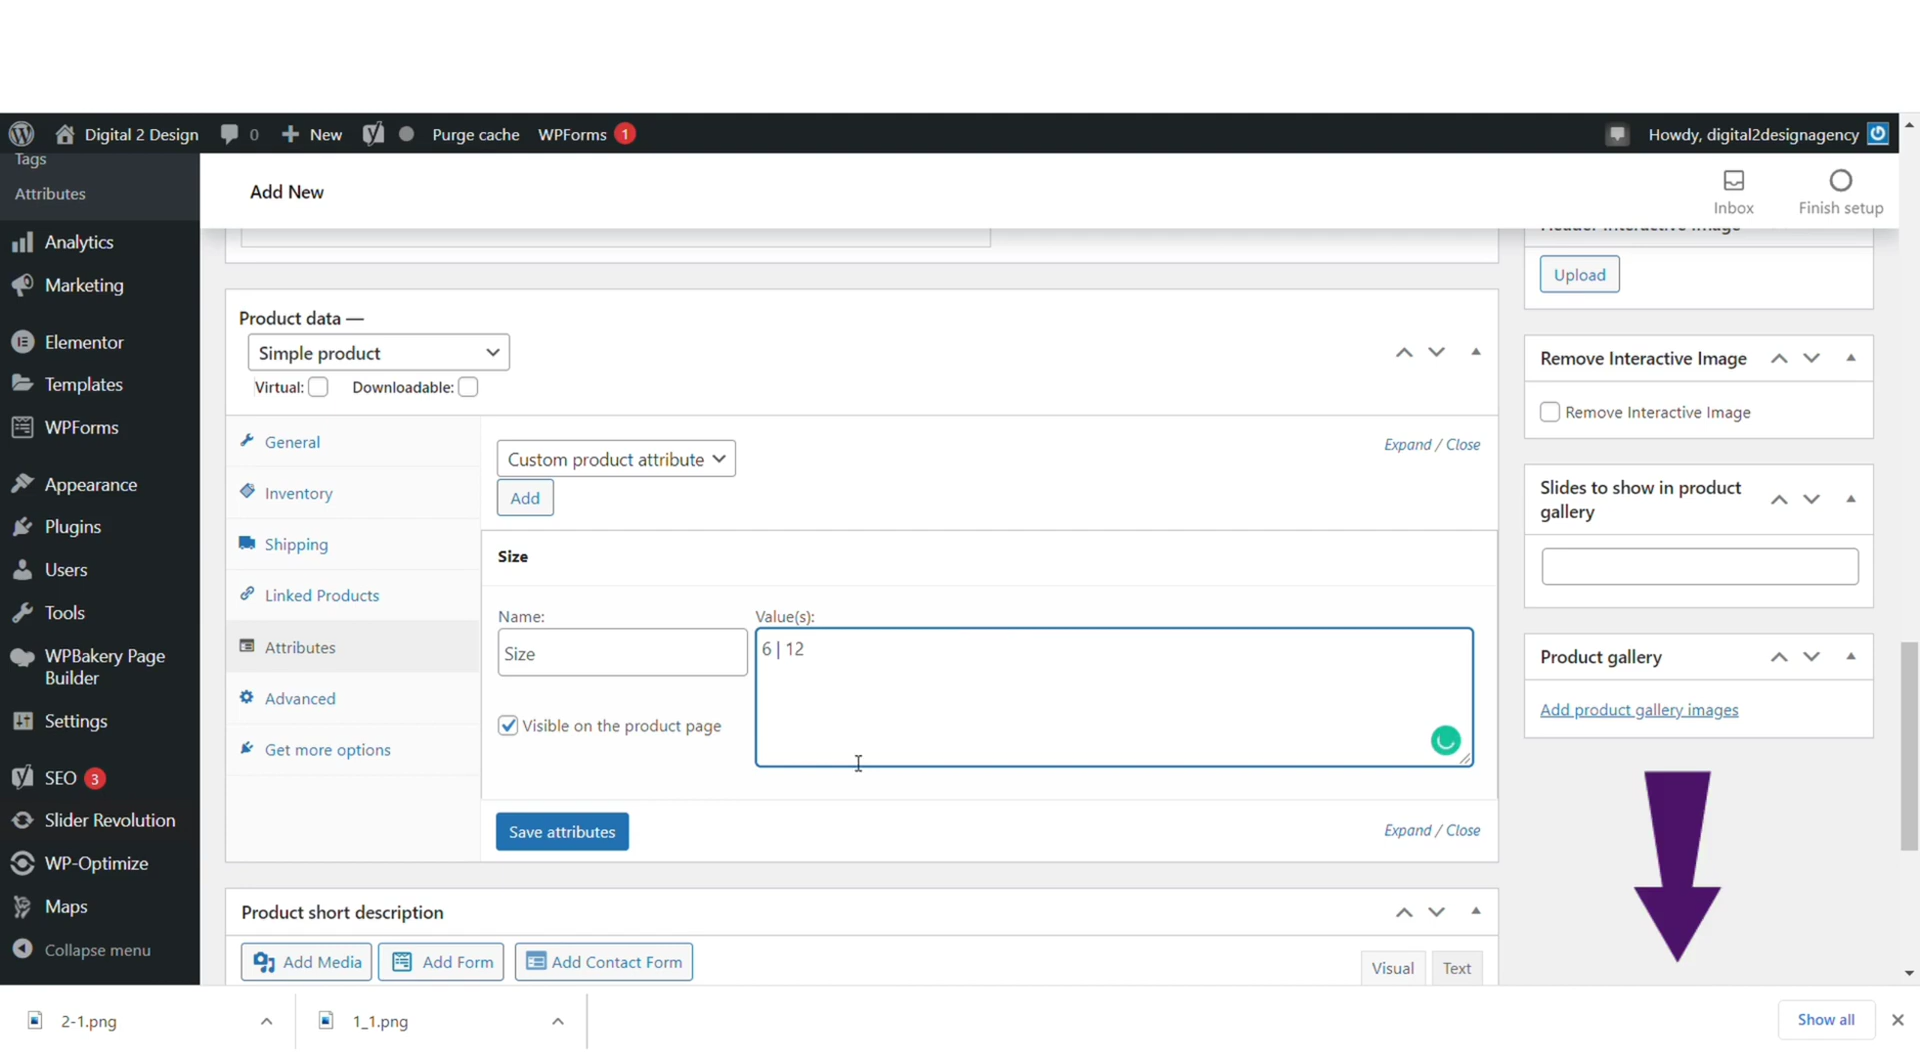 Digital 2 Design
0
New
Purge cache
WPForms
1
Howdy, digital2designagency
Tags
Attributes
Analytics
Marketing
Elementor
Templates
WPForms
Appearance
Plugins
Users
Tools
WPBakery Page
Builder
Settings
SEO 3
Slider Revolution
WP-Optimize
Maps
Collapse menu
Add New
Inbox
Finish setup
Product data —
Simple product
Virtual:
Downloadable:
General
Inventory
Shipping
Linked Products
Attributes
Advanced
Get more options
Custom product attribute
Expand / Close
Add
Size
Name:
Value(s):
Size
6 | 12
Visible on the product page
Save attributes
Expand / Close
Product short description
Add Media
Add Form
Add Contact Form
Visual
Text
Header Interactive Image
Upload
Remove Interactive Image
Remove Interactive Image
Slides to show in product
gallery
Product gallery
Add product gallery images
2-1.png
1_1.png
Show all